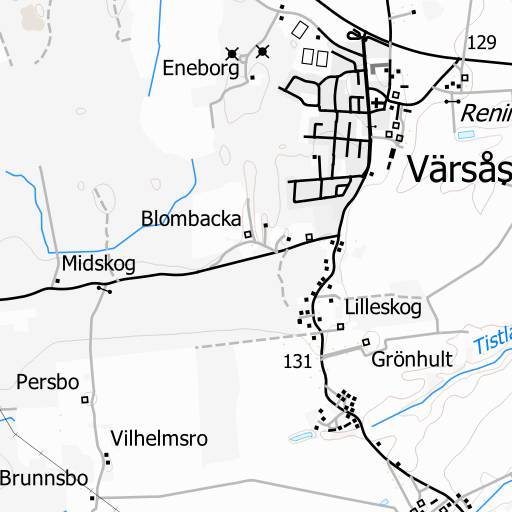 129
Eneborg
Renin
Värsås
Blombacka
Midskog
Lilleskog
Tistla
131
Grönhult
Persbo
Vilhelmsro
Brunnsbo